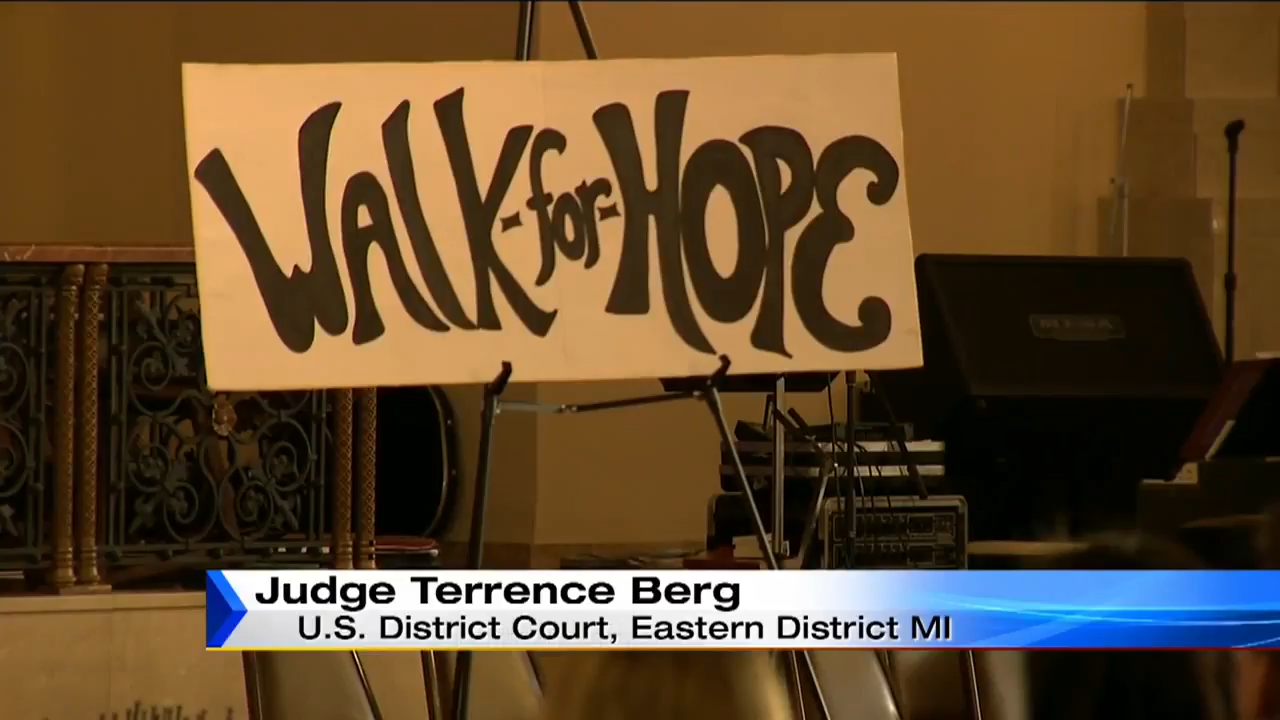 WALK-for-HOPE
Judge Terrence Berg
U.S. District Court, Eastern District MI